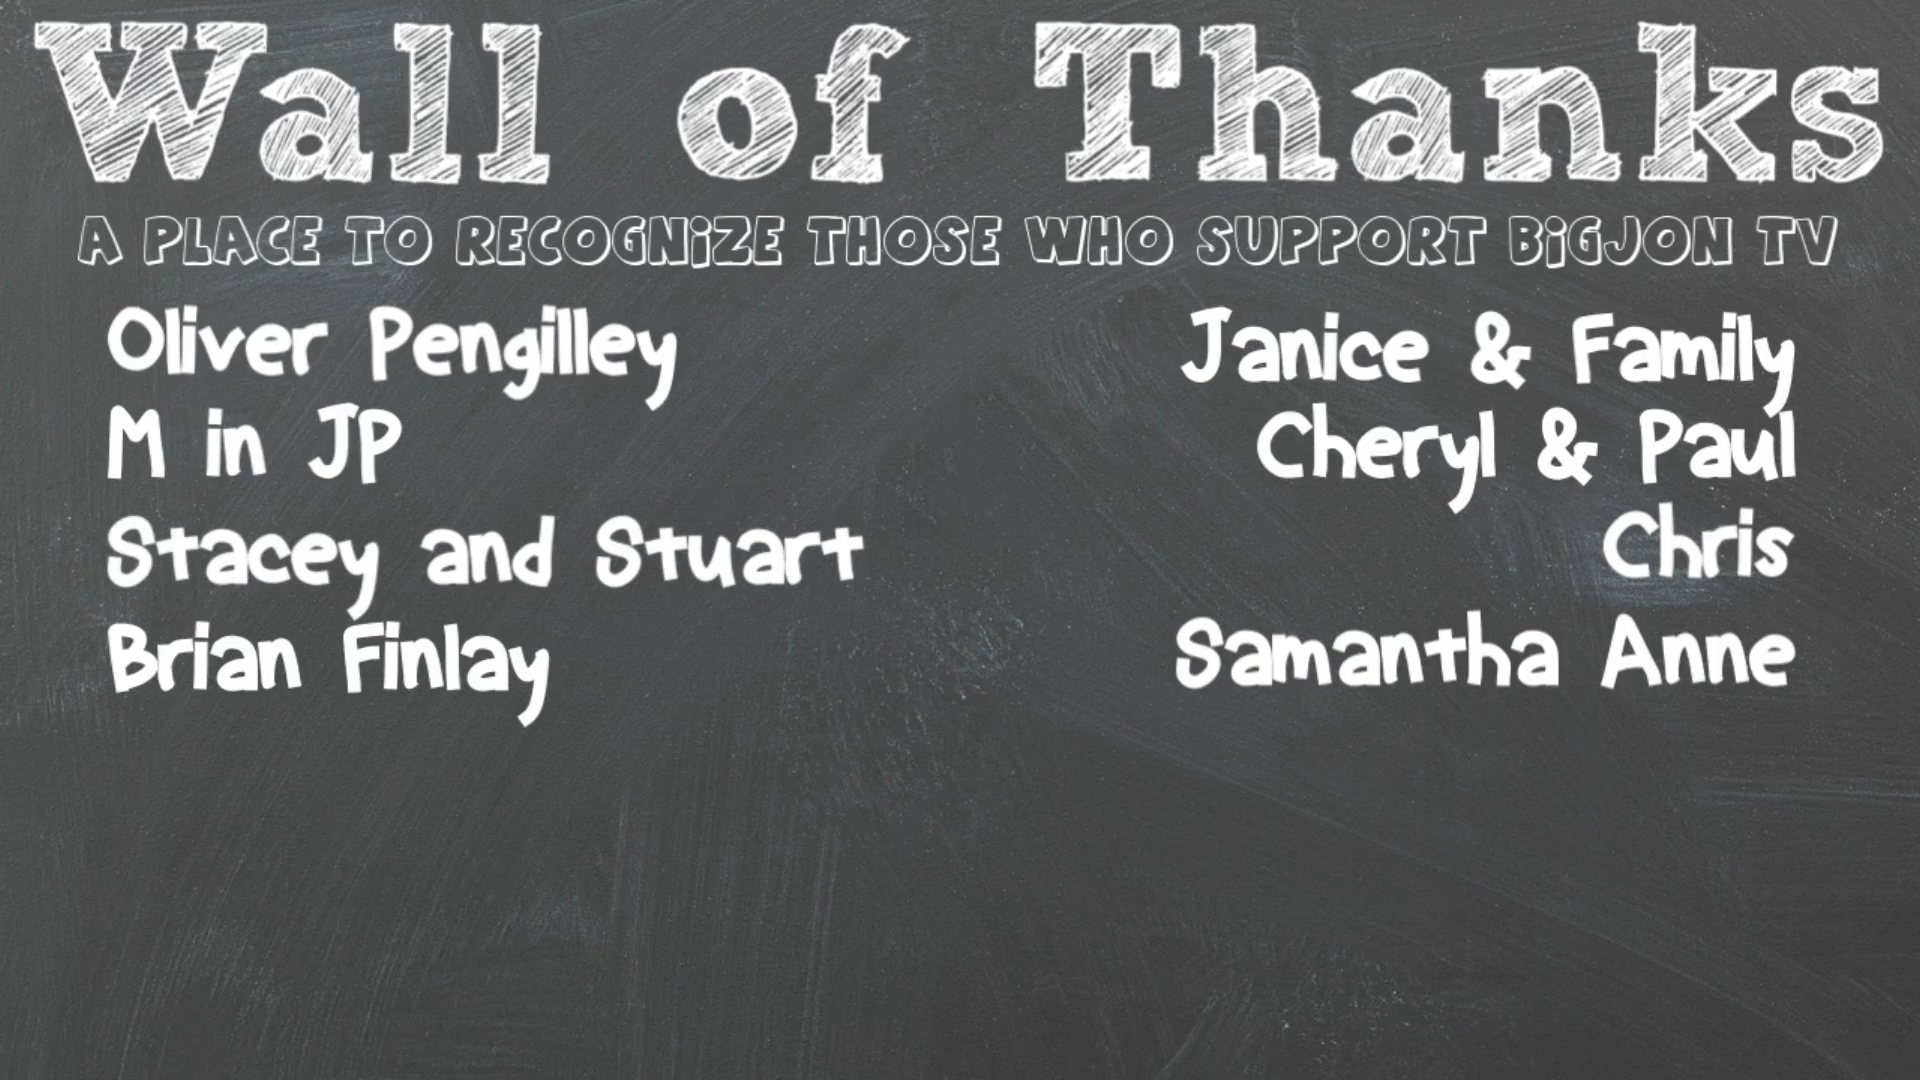 Wall of Thanks
A PLACE TO RECOGNiZE THOSE WHO SUPPORT BiGJON TV
Oliver Pengilley
M in JP
Stacey and Stuart
Brian Finlay
Janice & Family
Cheryl & Paul
Chris
Samantha Anne